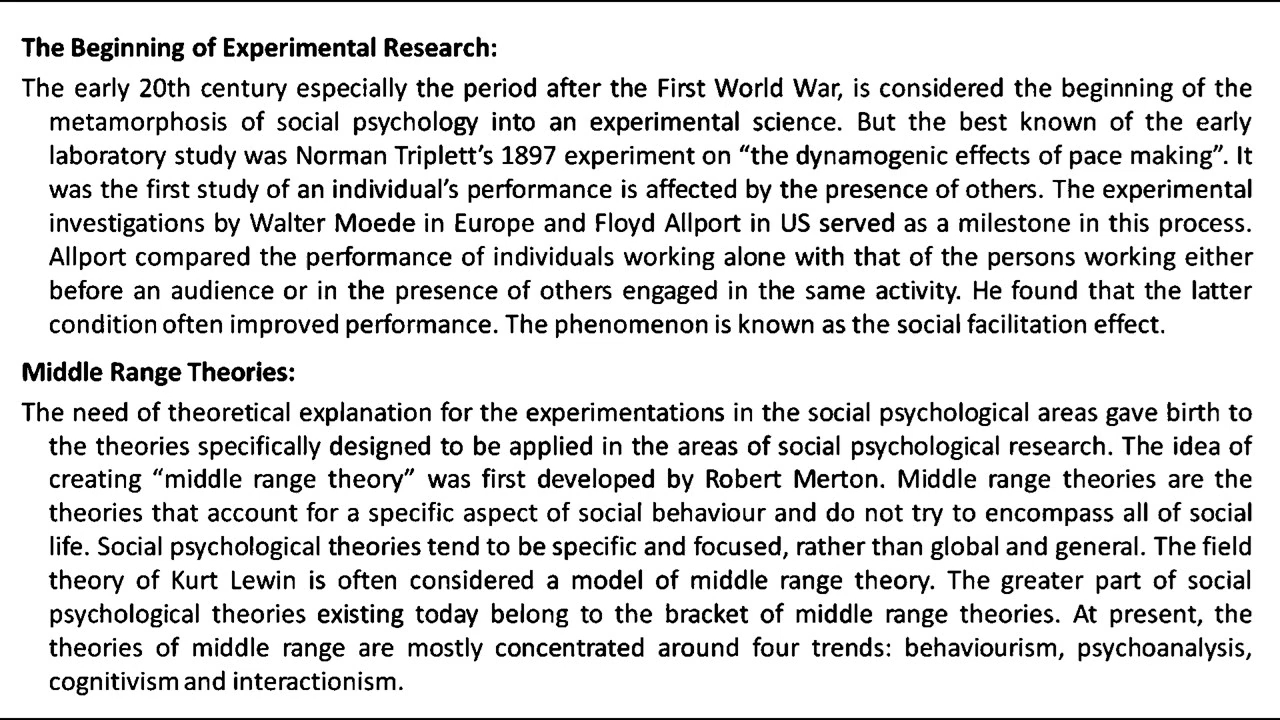 The Beginning of Experimental Research:
The early 20th century especially the period after the First World War, is considered the beginning of the
metamorphosis of social psychology into an experimental science. But the best known of the early
laboratory study was Norman Triplett’s 1897 experiment on “the dynamogenic effects of pace making”. It
was the first study of an individual’s performance is affected by the presence of others. The experimental
investigations by Walter Moede in Europe and Floyd Allport in US served as a milestone in this process.
Allport compared the performance of individuals working alone with that of the persons working either
before an audience or in the presence of others engaged in the same activity. He found that the latter
condition often improved performance. The phenomenon is known as the social facilitation effect.
Middle Range Theories:
The need of theoretical explanation for the experimentations in the social psychological areas gave birth to
the theories specifically designed to be applied in the areas of social psychological research. The idea of
creating “middle range theory” was first developed by Robert Merton. Middle range theories are the
theories that account for a specific aspect of social behaviour and do not try to encompass all of social
life. Social psychological theories tend to be specific and focused, rather than global and general. The field
theory of Kurt Lewin is often considered a model of middle range theory. The greater part of social
psychological theories existing today belong to the bracket of middle range theories. At present, the
theories of middle range are mostly concentrated around four trends: behaviourism, psychoanalysis,
cognitivism and interactionism.